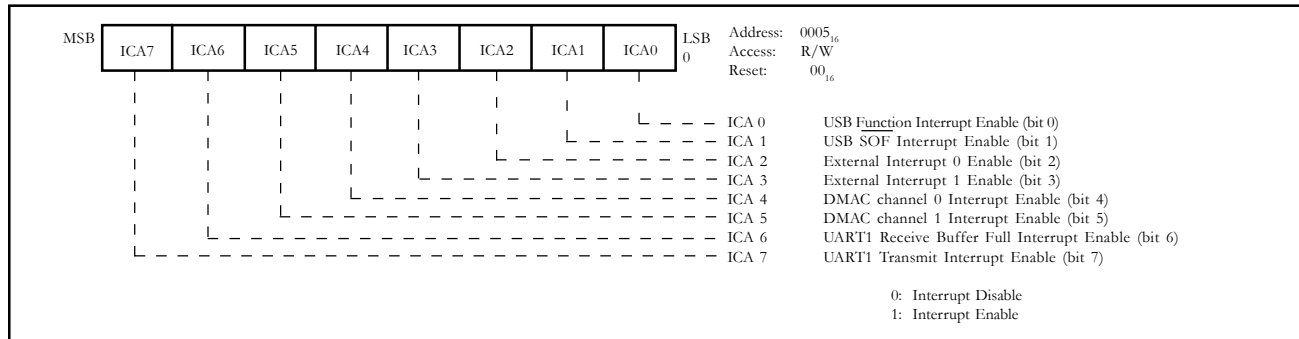 MSB ICA7 ICA6 ICA5 ICA4 ICA3 ICA2 ICA1 ICA0 LSB 0
Address: 0005₁₆
Access: R/W
Reset: 00₁₆
ICA 0 USB Function Interrupt Enable (bit 0)
ICA 1 USB SOF Interrupt Enable (bit 1)
ICA 2 External Interrupt 0 Enable (bit 2)
ICA 3 External Interrupt 1 Enable (bit 3)
ICA 4 DMAC channel 0 Interrupt Enable (bit 4)
ICA 5 DMAC channel 1 Interrupt Enable (bit 5)
ICA 6 UART1 Receive Buffer Full Interrupt Enable (bit 6)
ICA 7 UART1 Transmit Interrupt Enable (bit 7)
0: Interrupt Disable
1: Interrupt Enable